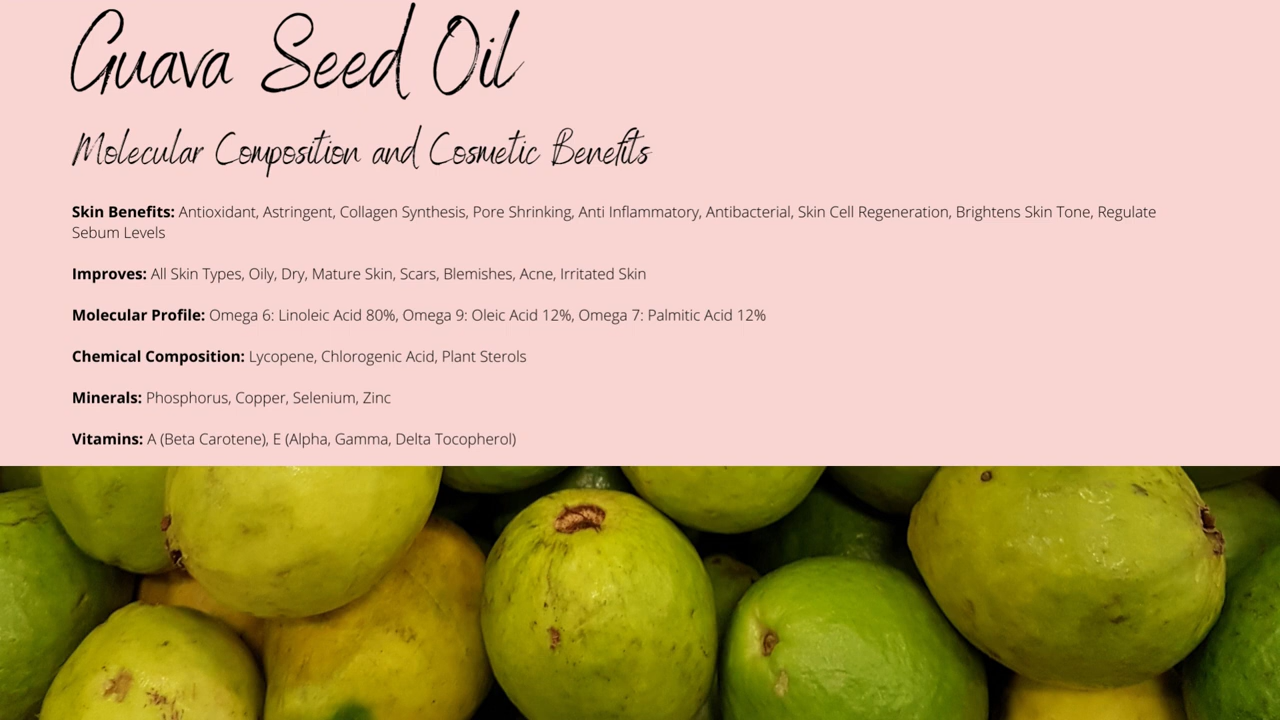 Guava Seed Oil
Molecular Composition and Cosmetic Benefits
Skin Benefits: Antioxidant, Astringent, Collagen Synthesis, Pore Shrinking, Anti Inflammatory, Antibacterial, Skin Cell Regeneration, Brightens Skin Tone, Regulate
Sebum Levels
Improves: All Skin Types, Oily, Dry, Mature Skin, Scars, Blemishes, Acne, Irritated Skin
Molecular Profile: Omega 6: Linoleic Acid 80%, Omega 9: Oleic Acid 12%, Omega 7: Palmitic Acid 12%
Chemical Composition: Lycopene, Chlorogenic Acid, Plant Sterols
Minerals: Phosphorus, Copper, Selenium, Zinc
Vitamins: A (Beta Carotene), E (Alpha, Gamma, Delta Tocopherol)